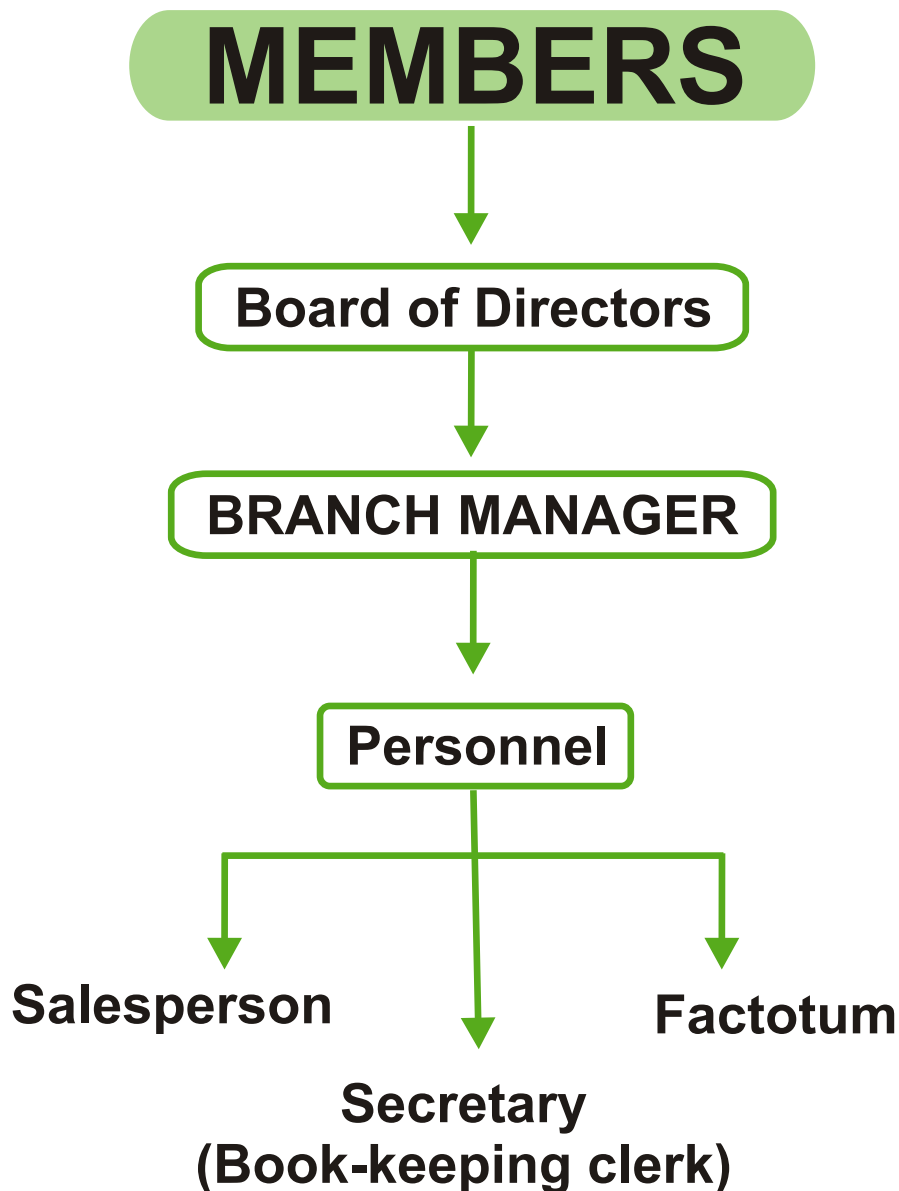 MEMBERS
Board of Directors
BRANCH MANAGER
Personnel
Salesperson
Factotum
Secretary
(Book-keeping clerk)